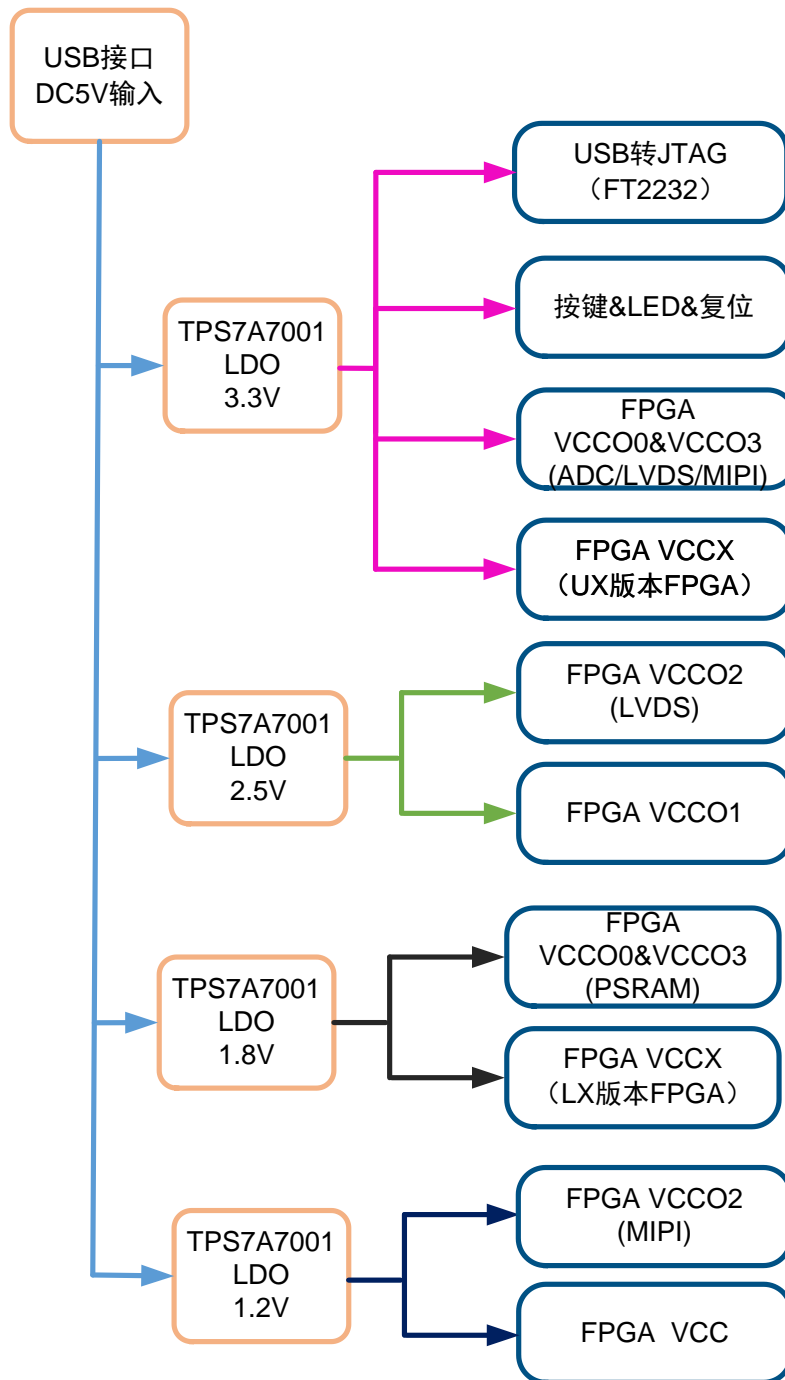 USB接口
DC5V输入
USB转JTAG
（FT2232）
按键&LED&复位
TPS7A7001
LDO
3.3V
FPGA
VCCO0&VCCO3
(ADC/LVDS/MIPI)
FPGA VCCX
（UX版本FPGA）
FPGA VCCO2
(LVDS)
TPS7A7001
LDO
2.5V
FPGA VCCO1
FPGA
VCCO0&VCCO3
(PSRAM)
TPS7A7001
LDO
1.8V
FPGA VCCX
（LX版本FPGA）
FPGA VCCO2
(MIPI)
TPS7A7001
LDO
1.2V
FPGA  VCC